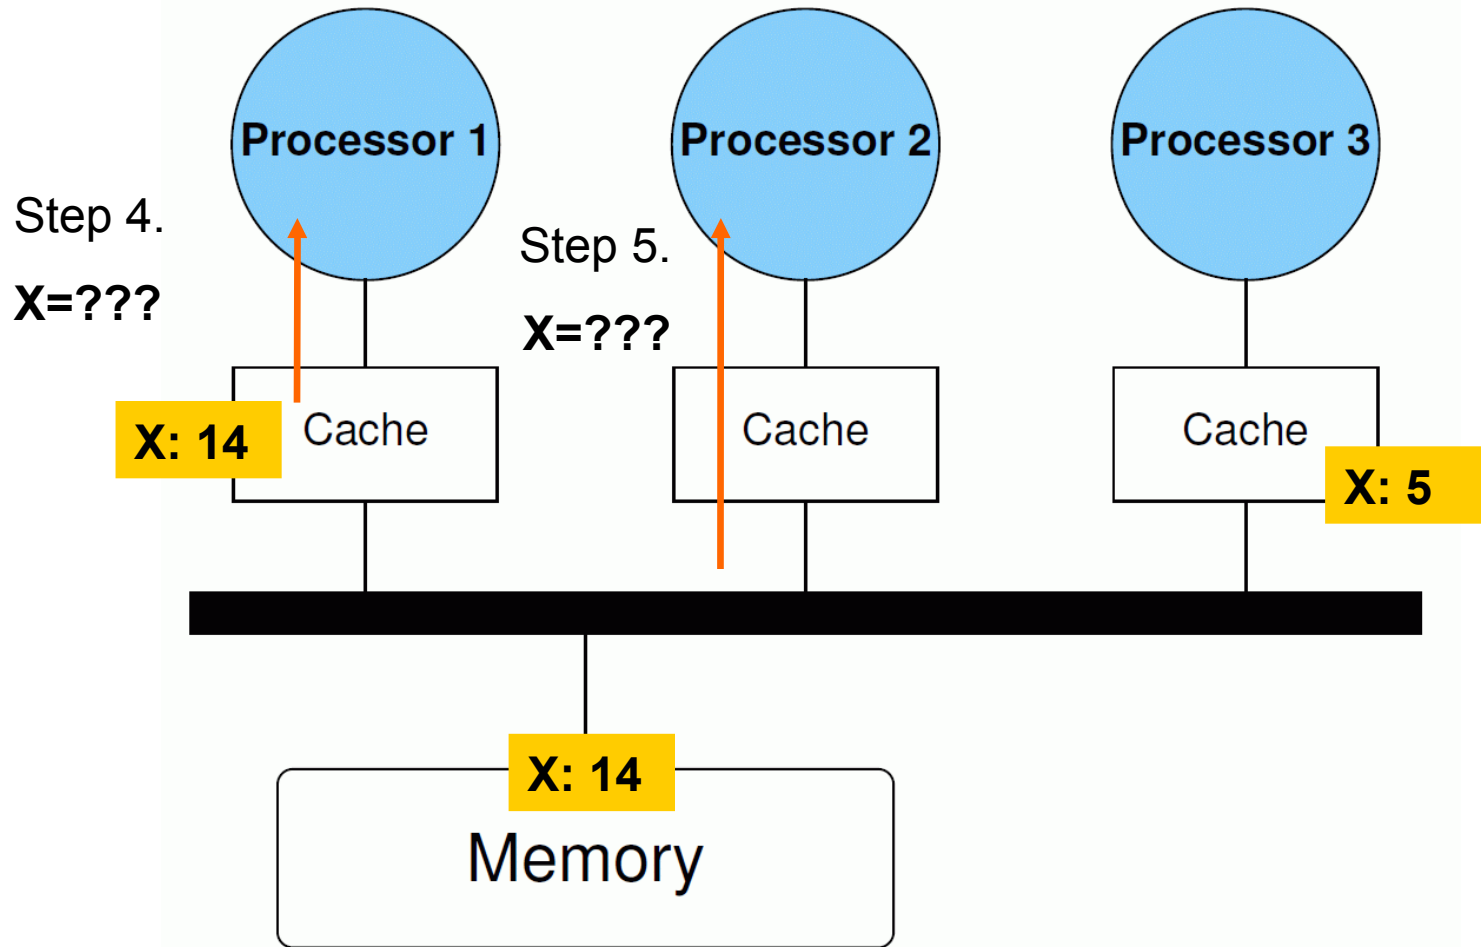 Processor 1
Processor 2
Processor 3
Step 4.
X=???
Step 5.
X=???
X: 14
Cache
Cache
Cache
X: 5
X: 14
Memory